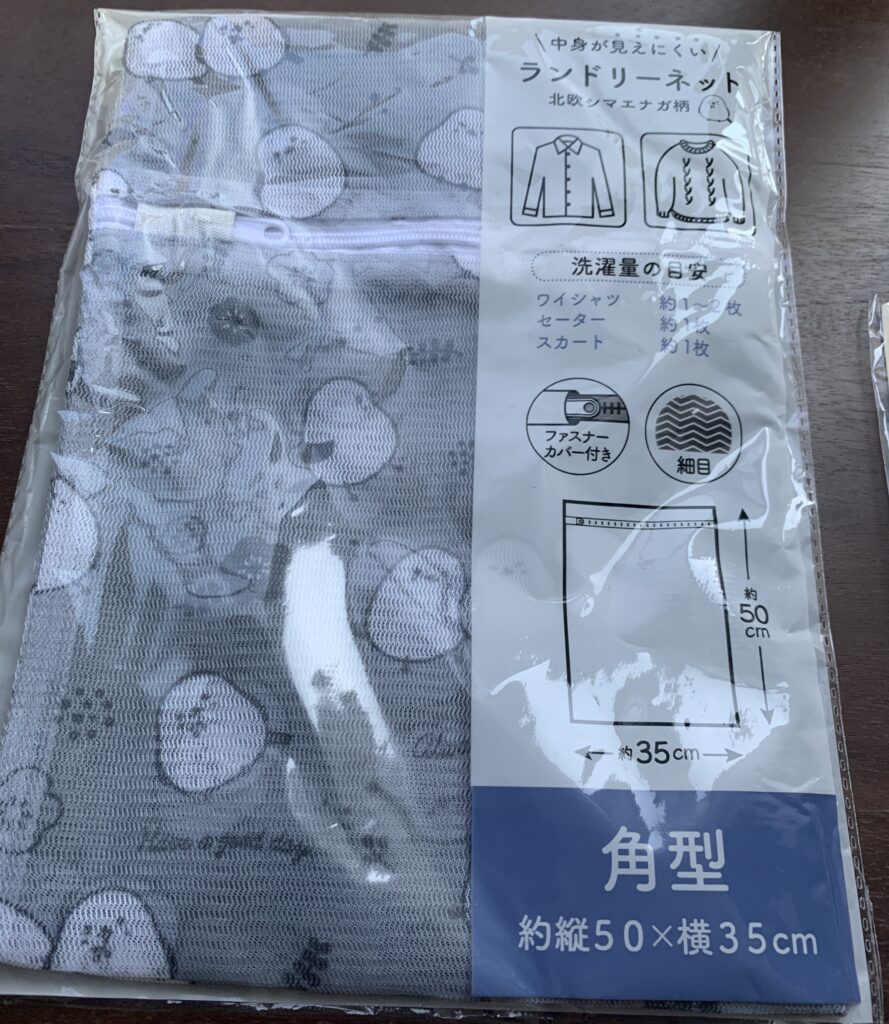 中身が見えにくい
ランドリーネット
北欧シマエナガ柄
洗濯量の目安
ワイシャツ 約1～2枚
セーター 約1枚
スカート 約1枚
ファスナー
カバー付き
細目
約
50
cm
約35cm
角型
約縦50×横35cm
Have a good day